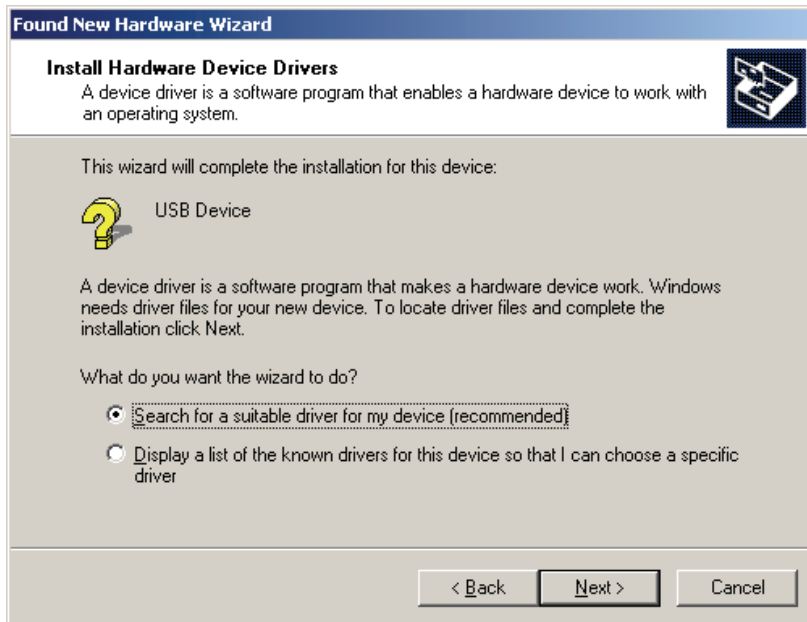 Found New Hardware Wizard
Install Hardware Device Drivers
A device driver is a software program that enables a hardware device to work with
an operating system.
This wizard will complete the installation for this device:
USB Device
A device driver is a software program that makes a hardware device work. Windows
needs driver files for your new device. To locate driver files and complete the
installation click Next.
What do you want the wizard to do?
Search for a suitable driver for my device (recommended)
Display a list of the known drivers for this device so that I can choose a specific
driver
< Back Next > Cancel